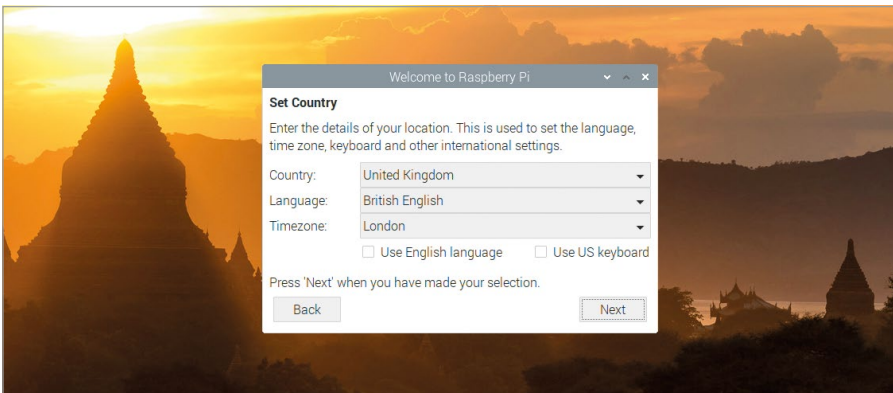 Welcome to Raspberry Pi
Set Country
Enter the details of your location. This is used to set the language,
time zone, keyboard and other international settings.
Country: United Kingdom
Language: British English
Timezone: London
Use English language Use US keyboard
Press 'Next' when you have made your selection.
Back Next